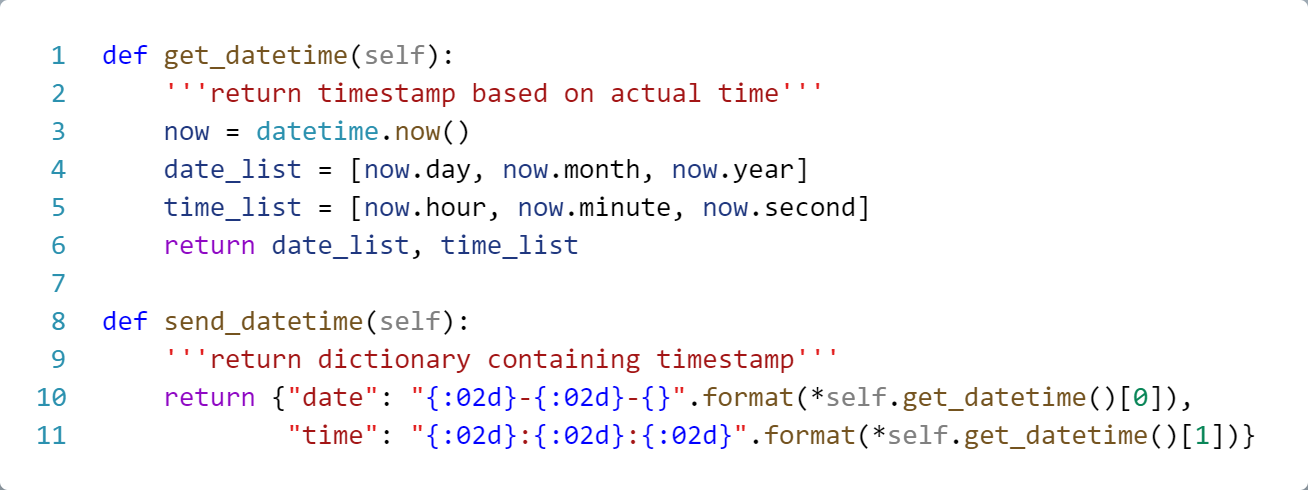 1 def get_datetime(self):
2     '''return timestamp based on actual time'''
3     now = datetime.now()
4     date_list = [now.day, now.month, now.year]
5     time_list = [now.hour, now.minute, now.second]
6     return date_list, time_list
7
8 def send_datetime(self):
9     '''return dictionary containing timestamp'''
10     return {"date": "{:02d}-{:02d}-{}".format(*self.get_datetime()[0]),
11             "time": "{:02d}:{:02d}:{:02d}".format(*self.get_datetime()[1])}